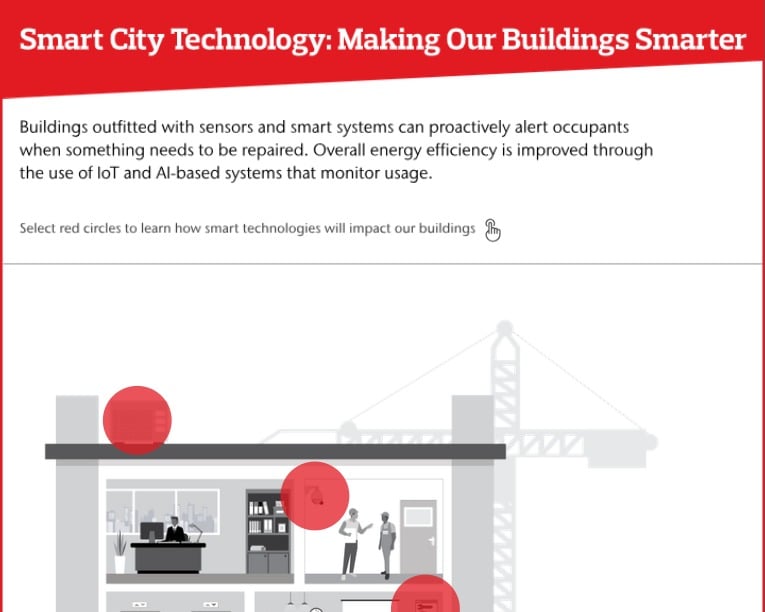 Smart City Technology: Making Our Buildings Smarter
Buildings outfitted with sensors and smart systems can proactively alert occupants
when something needs to be repaired. Overall energy efficiency is improved through
the use of IoT and AI-based systems that monitor usage.
Select red circles to learn how smart technologies will impact our buildings